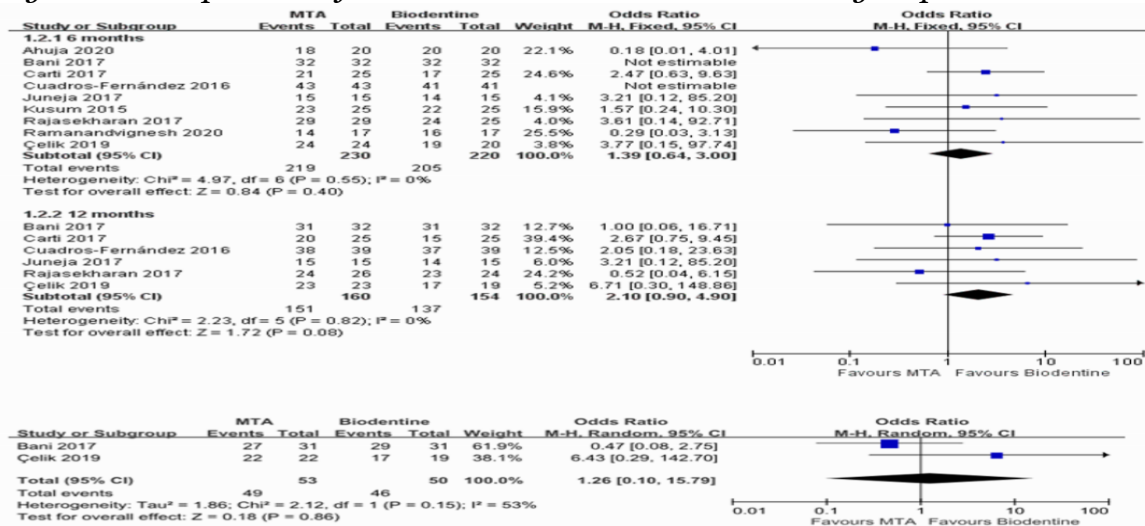 MTA Biodentine Odds Ratio Odds Ratio
Study or Subgroup Events Total Events Total Weight M-H, Fixed, 95% CI M-H, Fixed, 95% CI
1.2.1 6 months
Ahuja 2020 18 20 20 20 22.1% 0.18 [0.01, 4.01]
Bani 2017 32 32 32 32 Not estimable
Carti 2017 21 25 17 25 24.6% 2.47 [0.63, 9.63]
Cuadros-Fernández 2016 43 43 41 41 Not estimable
Juneja 2017 15 15 14 15 4.1% 3.21 [0.12, 85.20]
Kusum 2015 23 25 22 25 15.9% 1.57 [0.24, 10.30]
Rajasekharan 2017 29 29 24 25 4.0% 3.61 [0.14, 92.71]
Ramanandvignesh 2020 14 17 16 17 25.5% 0.29 [0.03, 3.13]
Çelik 2019 24 24 19 20 3.8% 3.77 [0.15, 97.74]
Subtotal (95% CI) 230 220 100.0% 1.39 [0.64, 3.00]
Total events 219 205
Heterogeneity: Chi² = 4.97, df = 6 (P = 0.55); I² = 0%
Test for overall effect: Z = 0.84 (P = 0.40)
1.2.2 12 months
Bani 2017 31 32 31 32 12.7% 1.00 [0.06, 16.71]
Carti 2017 20 25 15 25 39.4% 2.67 [0.75, 9.45]
Cuadros-Fernández 2016 38 39 37 39 12.5% 2.05 [0.18, 23.63]
Juneja 2017 15 15 14 15 6.0% 3.21 [0.12, 85.20]
Rajasekharan 2017 24 26 23 24 24.2% 0.52 [0.04, 6.15]
Çelik 2019 23 23 17 19 5.2% 6.71 [0.30, 148.86]
Subtotal (95% CI) 160 154 100.0% 2.10 [0.90, 4.90]
Total events 151 137
Heterogeneity: Chi² = 2.23, df = 5 (P = 0.82); I² = 0%
Test for overall effect: Z = 1.72 (P = 0.08)
0.01 0.1 1 10 100
Favours MTA Favours Biodentine
MTA Biodentine Odds Ratio Odds Ratio
Study or Subgroup Events Total Events Total Weight M-H, Random, 95% CI M-H, Random, 95% CI
Bani 2017 27 31 29 31 61.9% 0.47 [0.08, 2.75]
Çelik 2019 22 22 17 19 38.1% 6.43 [0.29, 142.70]
Total (95% CI) 53 50 100.0% 1.26 [0.10, 15.79]
Total events 49 46
Heterogeneity: Tau² = 1.86; Chi² = 2.12, df = 1 (P = 0.15); I² = 53%
Test for overall effect: Z = 0.18 (P = 0.86)
0.01 0.1 1 10 100
Favours MTA Favours Biodentine